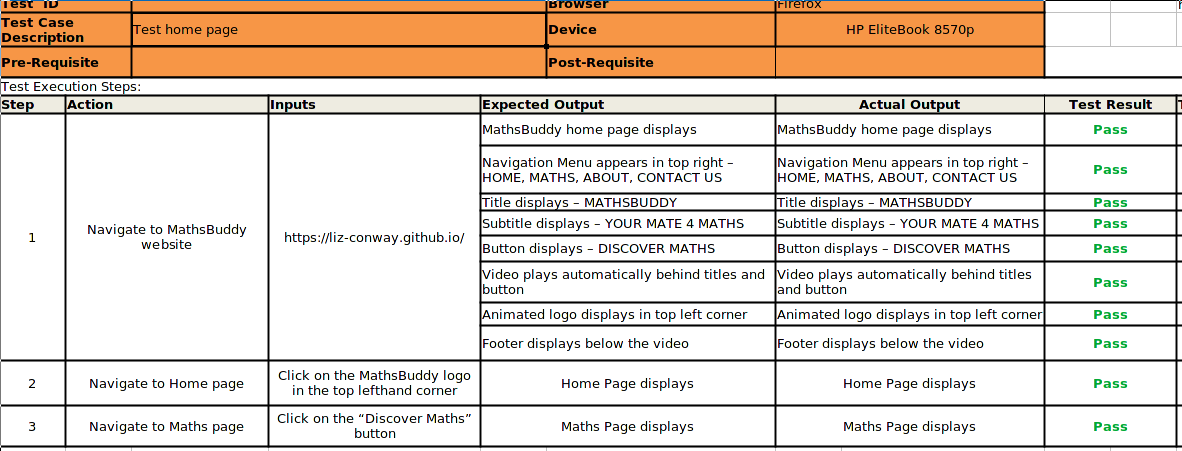 Test ID Browser Firefox
Test Case Description Test home page Device HP EliteBook 8570p
Pre-Requisite Post-Requisite
Test Execution Steps:
Step Action Inputs Expected Output Actual Output Test Result
1 Navigate to MathsBuddy website https://liz-conway.github.io/
MathsBuddy home page displays MathsBuddy home page displays Pass
Navigation Menu appears in top right – HOME, MATHS, ABOUT, CONTACT US Navigation Menu appears in top right – HOME, MATHS, ABOUT, CONTACT US Pass
Title displays – MATHSBUDDY Title displays – MATHSBUDDY Pass
Subtitle displays – YOUR MATE 4 MATHS Subtitle displays – YOUR MATE 4 MATHS Pass
Button displays – DISCOVER MATHS Button displays – DISCOVER MATHS Pass
Video plays automatically behind titles and button Video plays automatically behind titles and button Pass
Animated logo displays in top left corner Animated logo displays in top left corner Pass
Footer displays below the video Footer displays below the video Pass
2 Navigate to Home page Click on the MathsBuddy logo in the top lefthand corner Home Page displays Home Page displays Pass
3 Navigate to Maths page Click on the “Discover Maths” button Maths Page displays Maths Page displays Pass